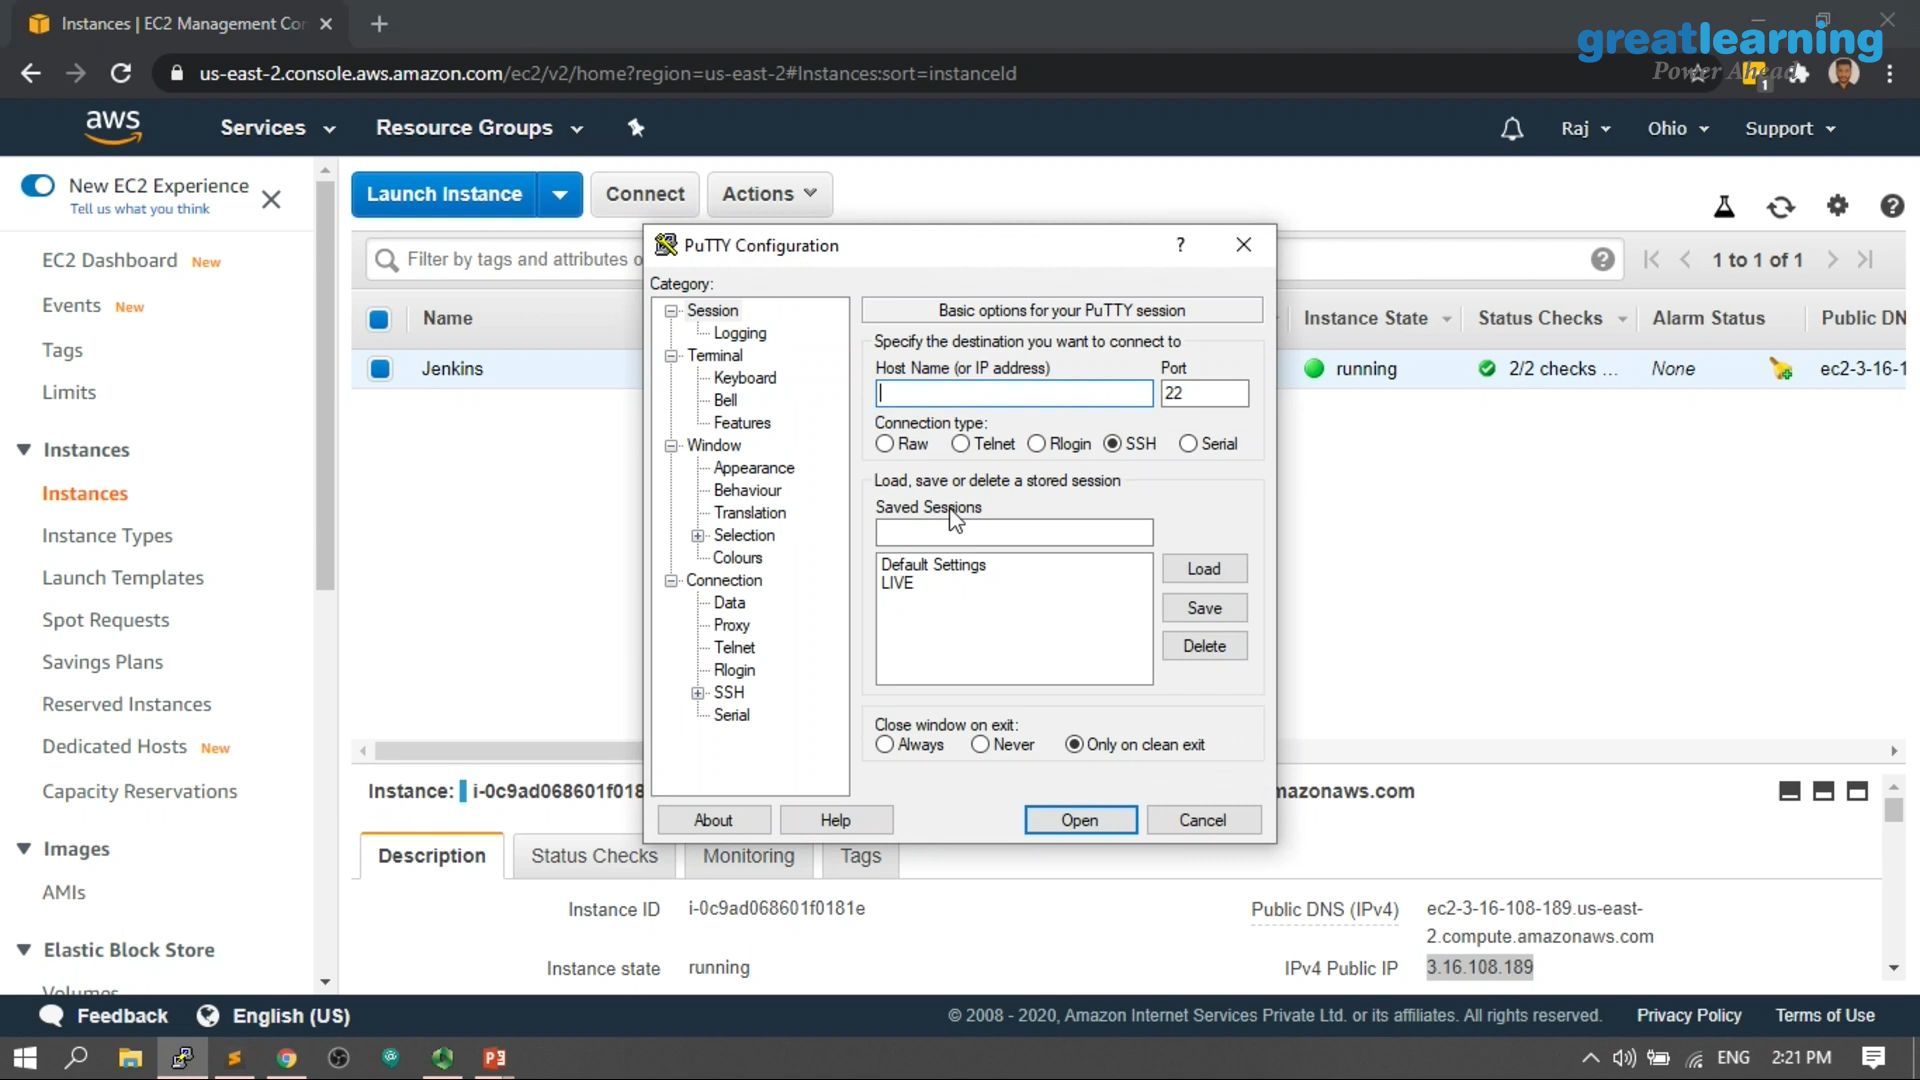 Instances | EC2 Management Con
greatlearning
Power Ahead
us-east-2.console.aws.amazon.com/ec2/v2/home?region=us-east-2#Instances:sort=instanceId
1
aws
Services
Resource Groups
Raj
Ohio
Support
New EC2 Experience
Tell us what you think
Launch Instance
Connect
Actions
EC2 Dashboard New
Events New
Tags
Limits
Instances
Instances
Instance Types
Launch Templates
Spot Requests
Savings Plans
Reserved Instances
Dedicated Hosts New
Capacity Reservations
Images
AMIs
Elastic Block Store
Volumes
Filter by tags and attributes o
1 to 1 of 1
Name
Instance State
Status Checks
Alarm Status
Public DN
Jenkins
running
2/2 checks ...
None
ec2-3-16-1
PuTTY Configuration
?
Category:
Session
Logging
Terminal
Keyboard
Bell
Features
Window
Appearance
Behaviour
Translation
Selection
Colours
Connection
Data
Proxy
Telnet
Rlogin
SSH
Serial
Basic options for your PuTTY session
Specify the destination you want to connect to
Host Name (or IP address)
Port
22
Connection type:
Raw
Telnet
Rlogin
SSH
Serial
Load, save or delete a stored session
Saved Sessions
Default Settings
LIVE
Load
Save
Delete
Close window on exit:
Always
Never
Only on clean exit
About
Help
Open
Cancel
Instance:
i-0c9ad068601f018
mazonaws.com
Description
Status Checks
Monitoring
Tags
Instance ID
i-0c9ad068601f0181e
Public DNS (IPv4)
ec2-3-16-108-189.us-east-
2.compute.amazonaws.com
Instance state
running
IPv4 Public IP
3.16.108.189
Feedback
English (US)
© 2008 - 2020, Amazon Internet Services Private Ltd. or its affiliates. All rights reserved.
Privacy Policy
Terms of Use
ENG
2:21 PM